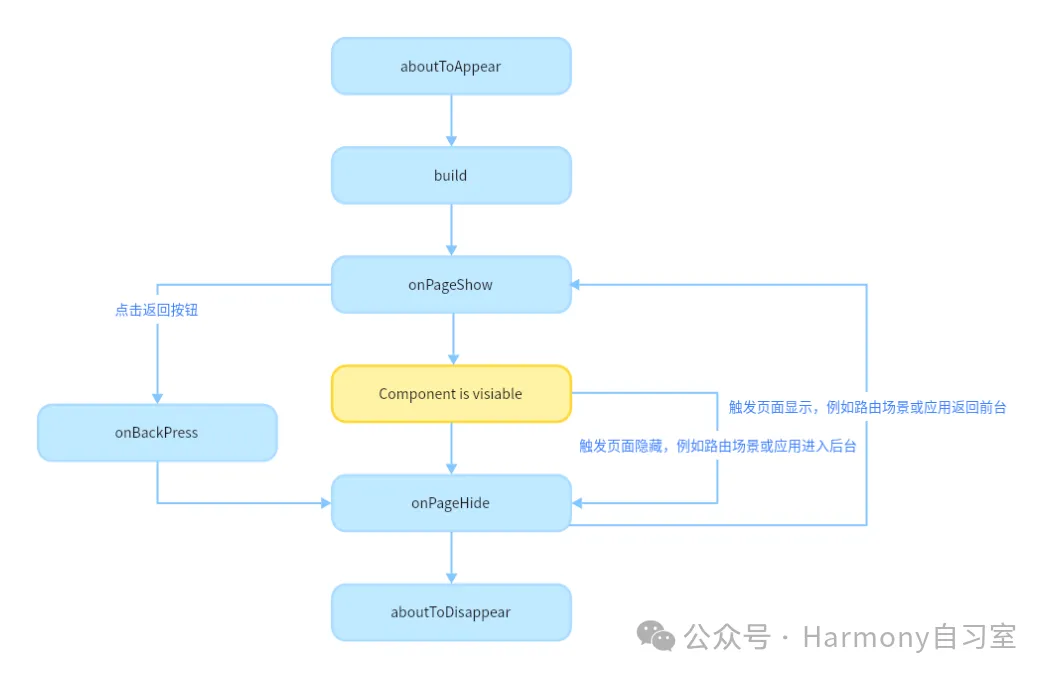 aboutToAppear
build
onPageShow
点击返回按钮
Component is visiable
触发页面显示，例如路由场景或应用返回前台
onBackPress
触发页面隐藏，例如路由场景或应用进入后台
onPageHide
aboutToDisappear
公众号 · Harmony自习室